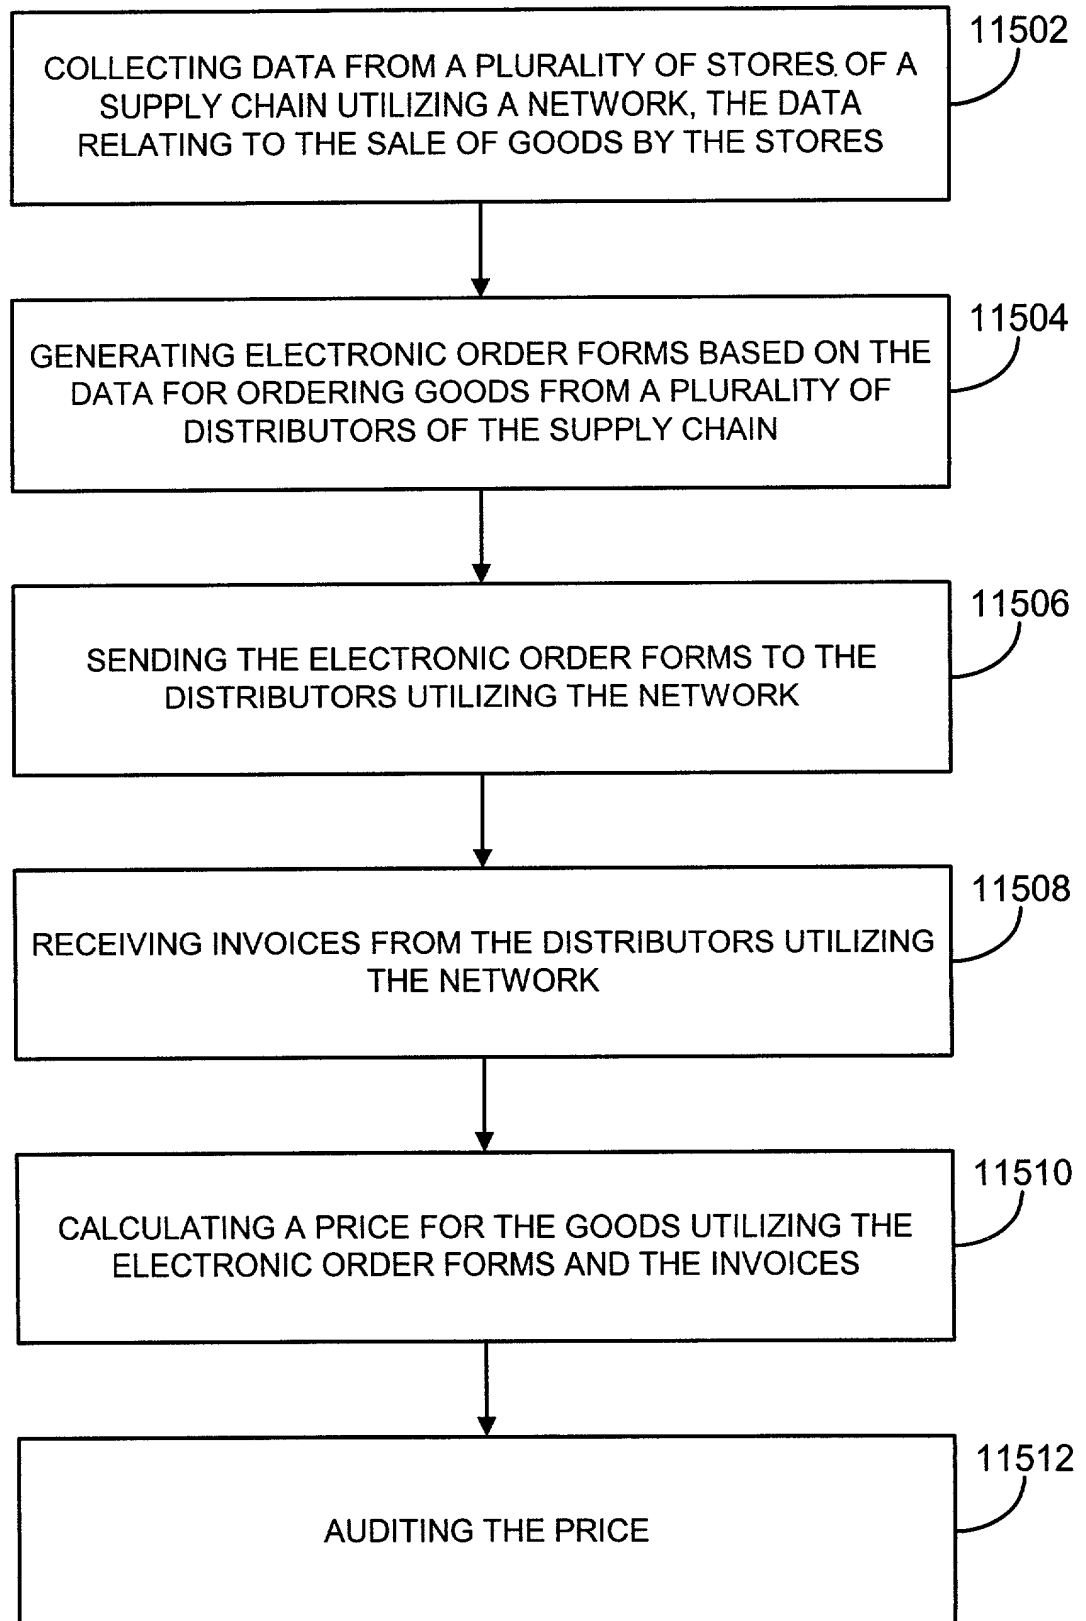 11502
COLLECTING DATA FROM A PLURALITY OF STORES. OF A
SUPPLY CHAIN UTILIZING A NETWORK, THE DATA
RELATING TO THE SALE OF GOODS BY THE STORES
11504
GENERATING ELECTRONIC ORDER FORMS BASED ON THE
DATA FOR ORDERING GOODS FROM A PLURALITY OF
DISTRIBUTORS OF THE SUPPLY CHAIN
11506
SENDING THE ELECTRONIC ORDER FORMS TO THE
DISTRIBUTORS UTILIZING THE NETWORK
11508
RECEIVING INVOICES FROM THE DISTRIBUTORS UTILIZING
THE NETWORK
11510
CALCULATING A PRICE FOR THE GOODS UTILIZING THE
ELECTRONIC ORDER FORMS AND THE INVOICES
11512
AUDITING THE PRICE